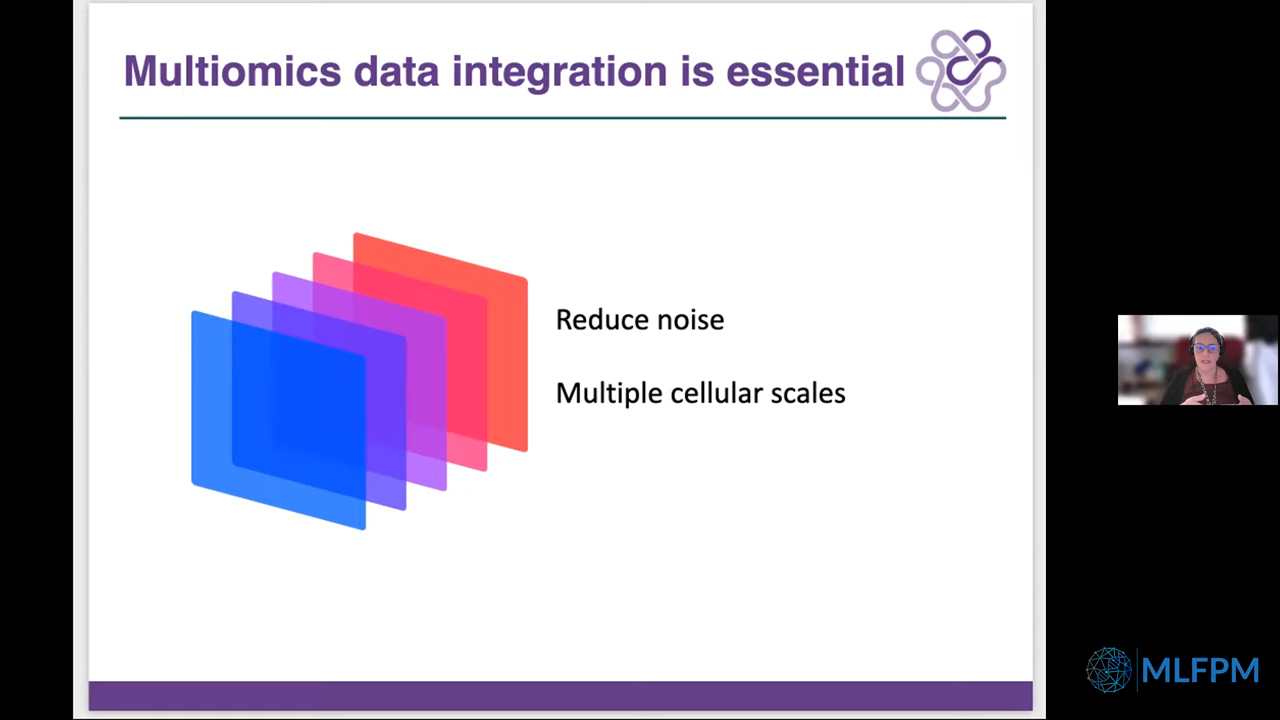 Multiomics data integration is essential
Reduce noise
Multiple cellular scales
MLFPM